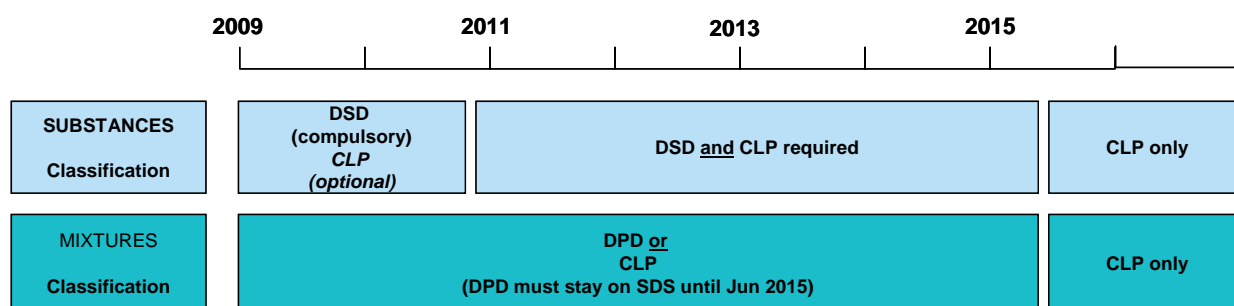 2009 2011 2013 2015
SUBSTANCES
Classification
DSD
(compulsory)
CLP
(optional)
DSD and CLP required
CLP only
MIXTURES
Classification
DPD or
CLP
(DPD must stay on SDS until Jun 2015)
CLP only